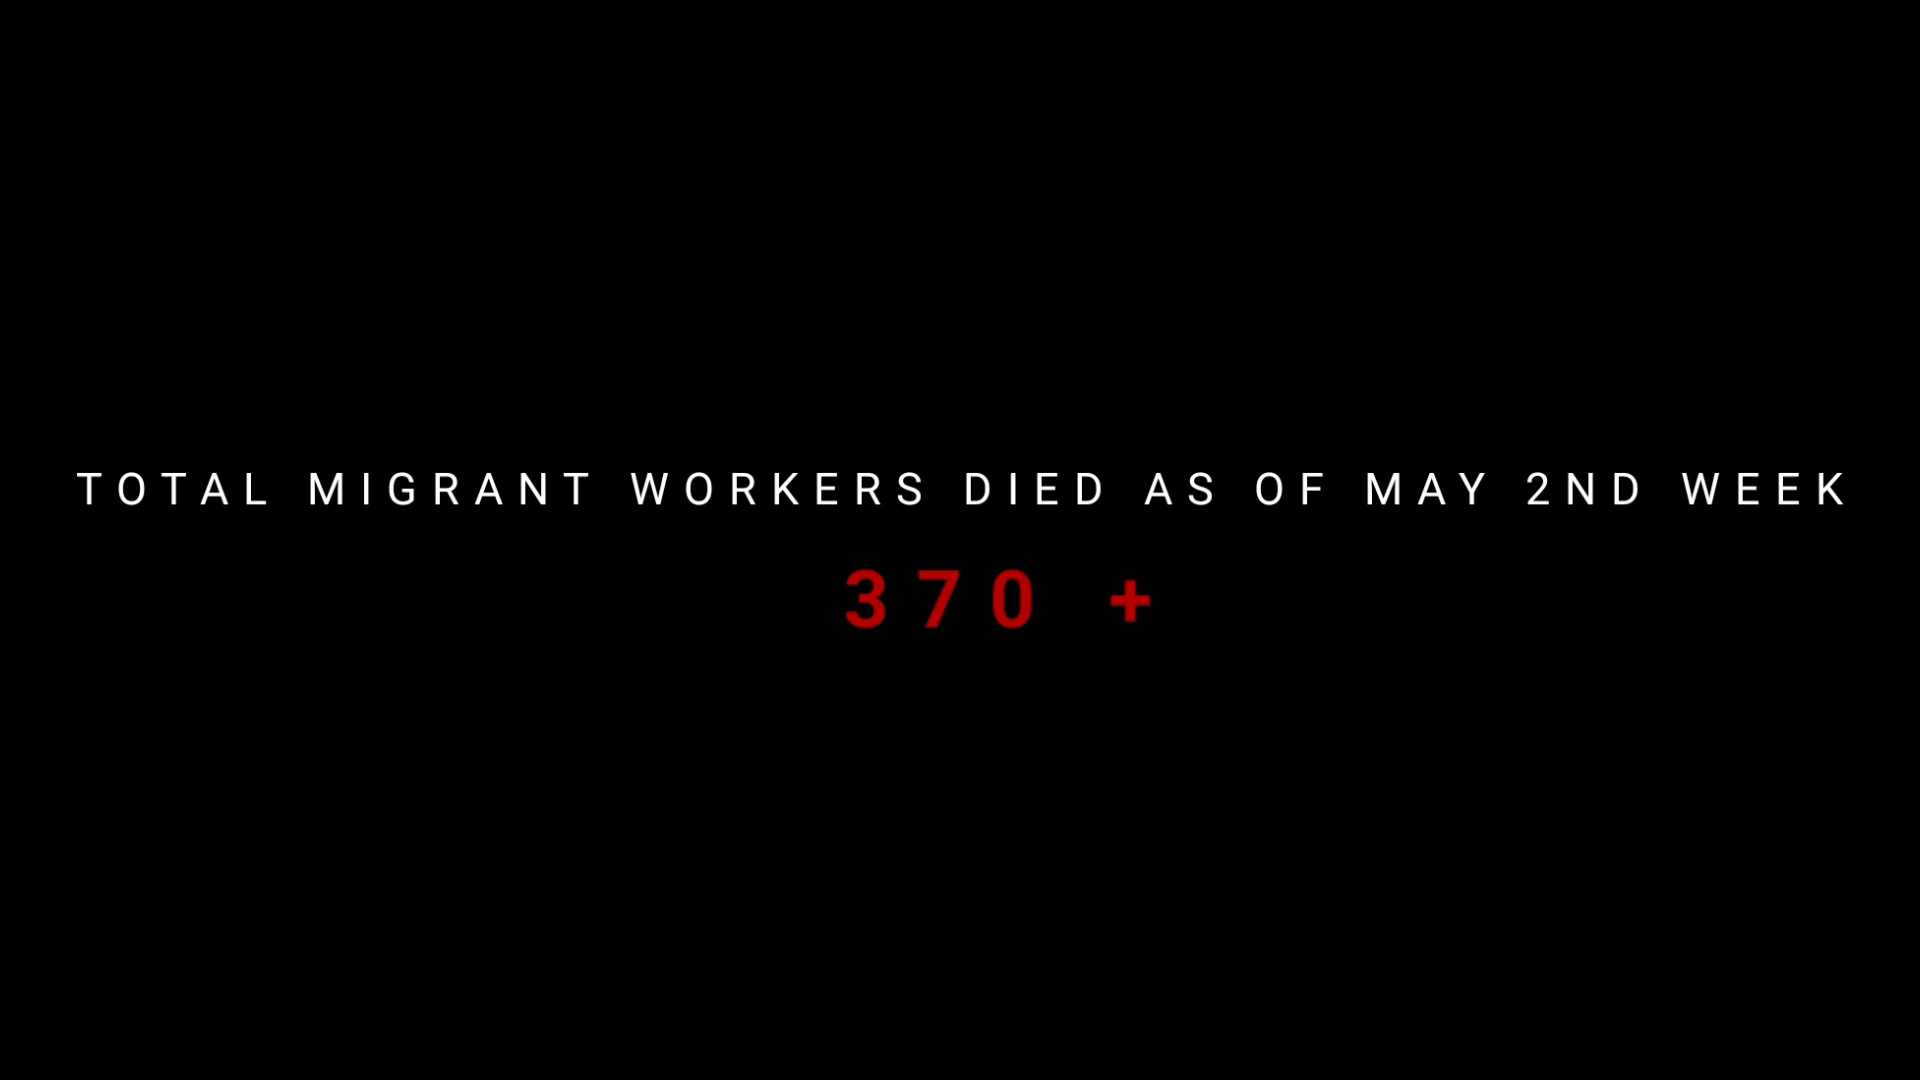 TOTAL MIGRANT WORKERS DIED AS OF MAY 2ND WEEK
370 +